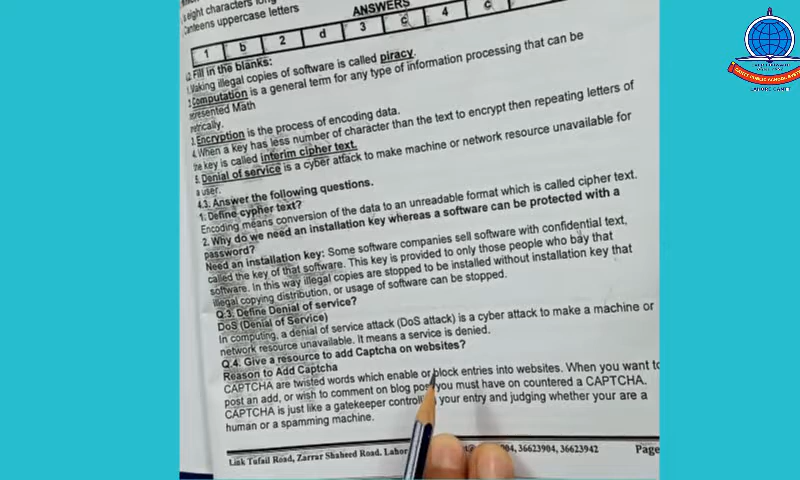 eight characters long
Canteens uppercase letters
ANSWERS
1 b 2 d 3 c 4 c
Fill in the blanks:
Making illegal copies of software is called piracy.
2. Computation is a general term for any type of information processing that can be
represented Math
metrically.
3. Encryption is the process of encoding data.
4. When a key has less number of character than the text to encrypt then repeating letters of
the key is called interim cipher text.
5. Denial of service is a cyber attack to make machine or network resource unavailable for
a user.
4.3. Answer the following questions.
1: Define cypher text?
Encoding means conversion of the data to an unreadable format which is called cipher text.
2. Why do we need an installation key whereas a software can be protected with a
password?
Need an installation key: Some software companies sell software with confidential text,
called the key of that software. This key is provided to only those people who bay that
software. In this way illegal copies are stopped to be installed without installation key that
illegal copying distribution, or usage of software can be stopped.
Q.3: Define Denial of service?
DoS (Denial of Service)
In computing, a denial of service attack (DoS attack) is a cyber attack to make a machine or
network resource unavailable. It means a service is denied.
Q.4. Give a resource to add Captcha on websites?
Reason to Add Captcha
CAPTCHA are twisted words which enable or block entries into websites. When you want to
post an add, or wish to comment on blog post you must have on countered a CAPTCHA.
CAPTCHA is just like a gatekeeper your entry and judging whether your are a
human or a spamming machine.
Link Tufail Road, Zarrar Shaheed Road. Lahor 36623904, 36623942 Page
LAHORE CANTT